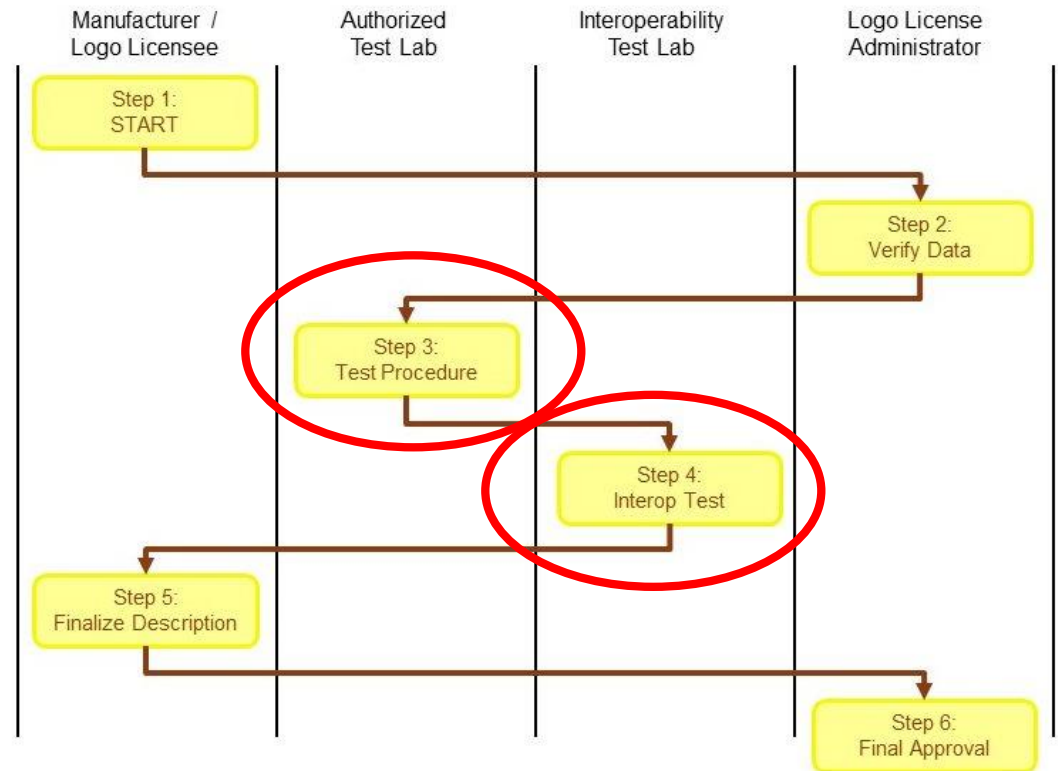 Manufacturer /
Logo Licensee
Authorized
Test Lab
Interoperability
Test Lab
Logo License
Administrator
Step 1:
START
Step 2:
Verify Data
Step 3:
Test Procedure
Step 4:
Interop Test
Step 5:
Finalize Description
Step 6:
Final Approval